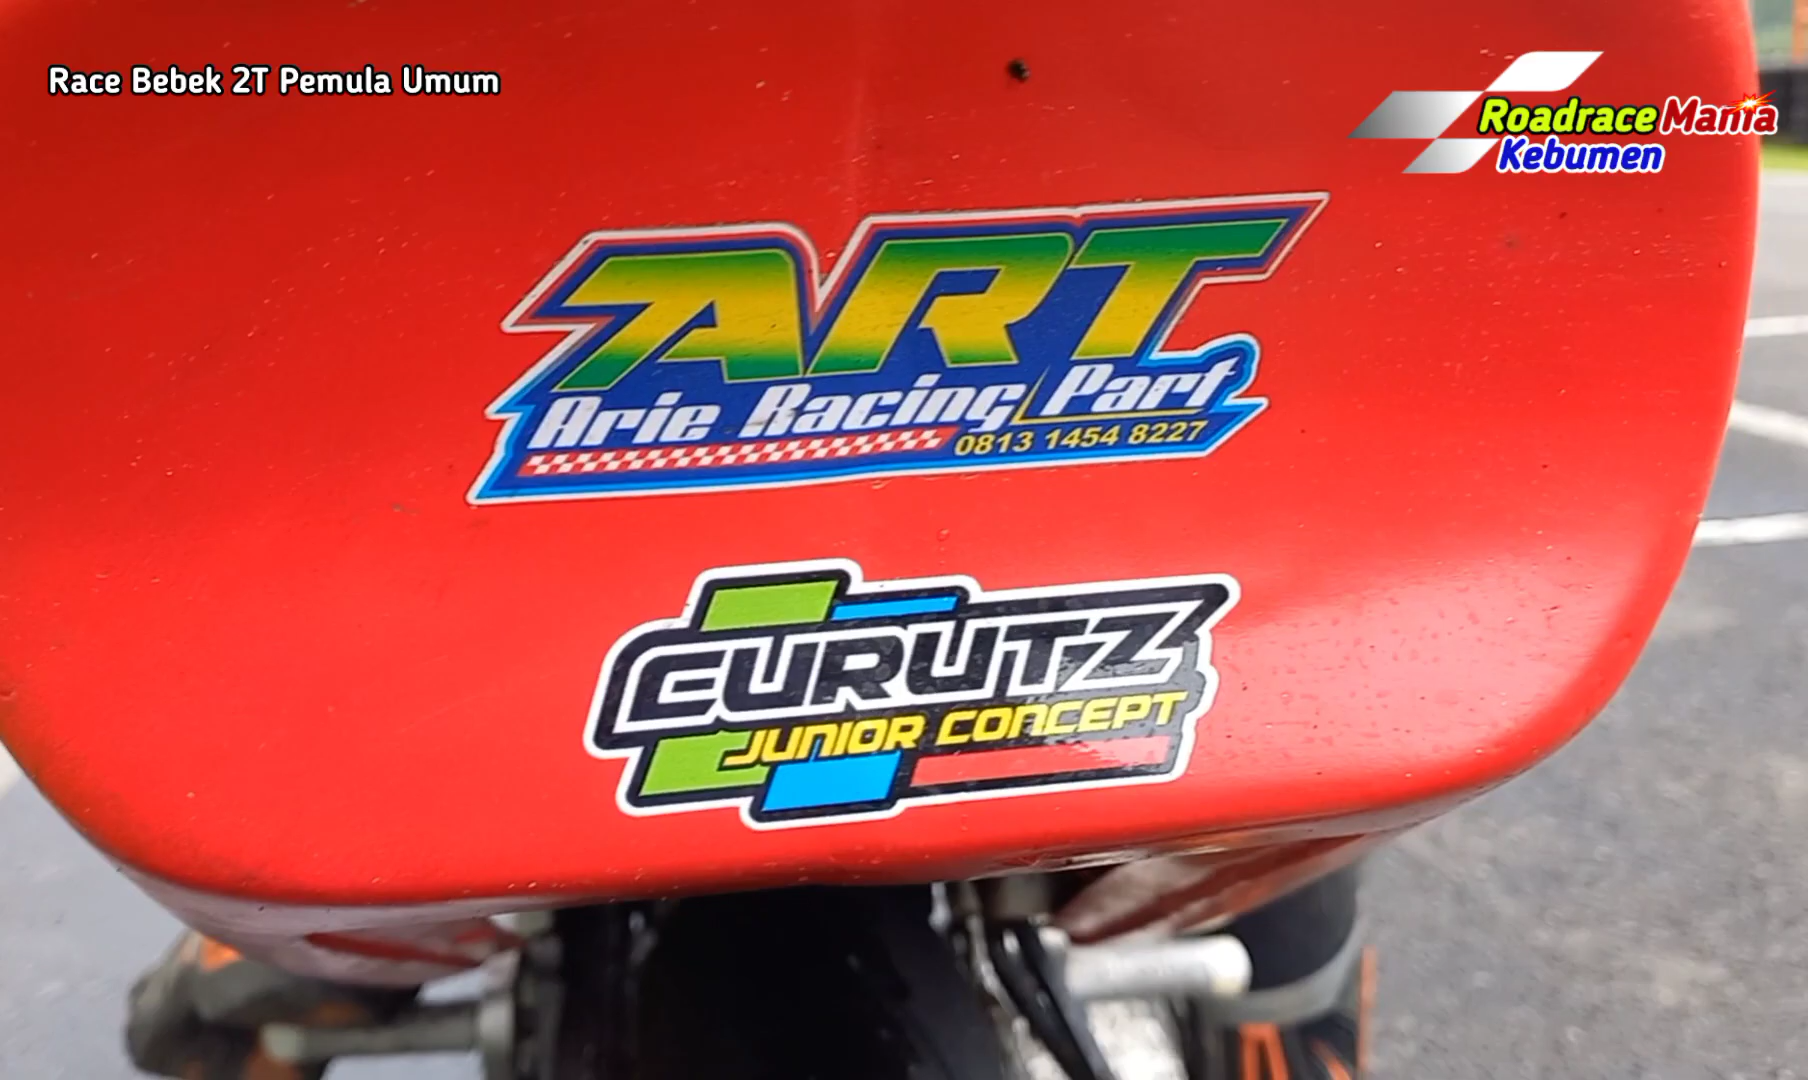 Race Bebek 2T Pemula Umum
Roadrace Mania
Kebumen
ART
Arie Racing Part
0813 1454 8227
CURUTZ
JUNIOR CONCEPT